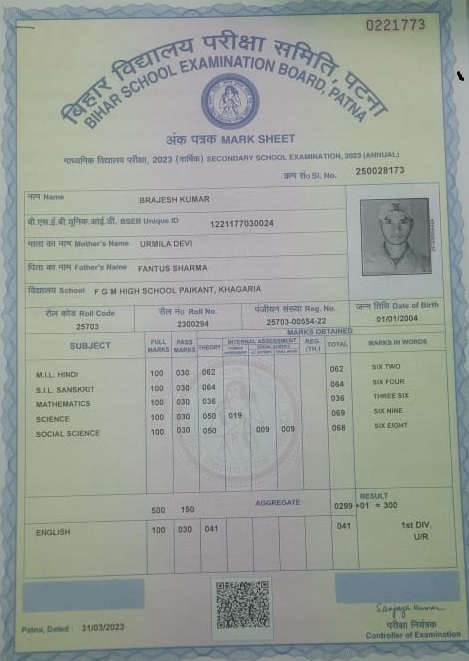 0221773
बिहार विद्यालय परीक्षा समिति, पटना
BIHAR SCHOOL EXAMINATION BOARD, PATNA
अंक पत्रक MARK SHEET
माध्यमिक विद्यालय परीक्षा, 2023 (वार्षिक) SECONDARY SCHOOL EXAMINATION, 2023 (ANNUAL)
क्रम सं० Sl. No. 250028173
नाम Name BRAJESH KUMAR
बी.एस.ई.बी.यूनिक.आई.डी. BSEB Unique ID 1221177030024
माता का नाम Mother's Name URMILA DEVI
पिता का नाम Father's Name FANTUS SHARMA
विद्यालय School F G M HIGH SCHOOL PAIKANT, KHAGARIA
रौल कोड Roll Code रौल नं० Roll No. पंजीयन संख्या Reg. No. जन्म तिथि Date of Birth
25703 2300294 25703-00554-22 01/01/2004
MARKS OBTAINED
SUBJECT FULL MARKS PASS MARKS THEORY INTERNAL ASSESSMENT REG. (TH.) TOTAL MARKS IN WORDS
M.I.L. HINDI 100 030 062 062 SIX TWO
S.I.L. SANSKRIT 100 030 064 064 SIX FOUR
MATHEMATICS 100 030 036 036 THREE SIX
SCIENCE 100 030 050 019 069 SIX NINE
SOCIAL SCIENCE 100 030 050 009 009 068 SIX EIGHT
RESULT
500 150 AGGREGATE 0299 +01 = 300
ENGLISH 100 030 041 041 1st DIV.
U/R
Sanjay Kumar
Patna, Dated : 31/03/2023 परीक्षा नियंत्रक
Controller of Examination